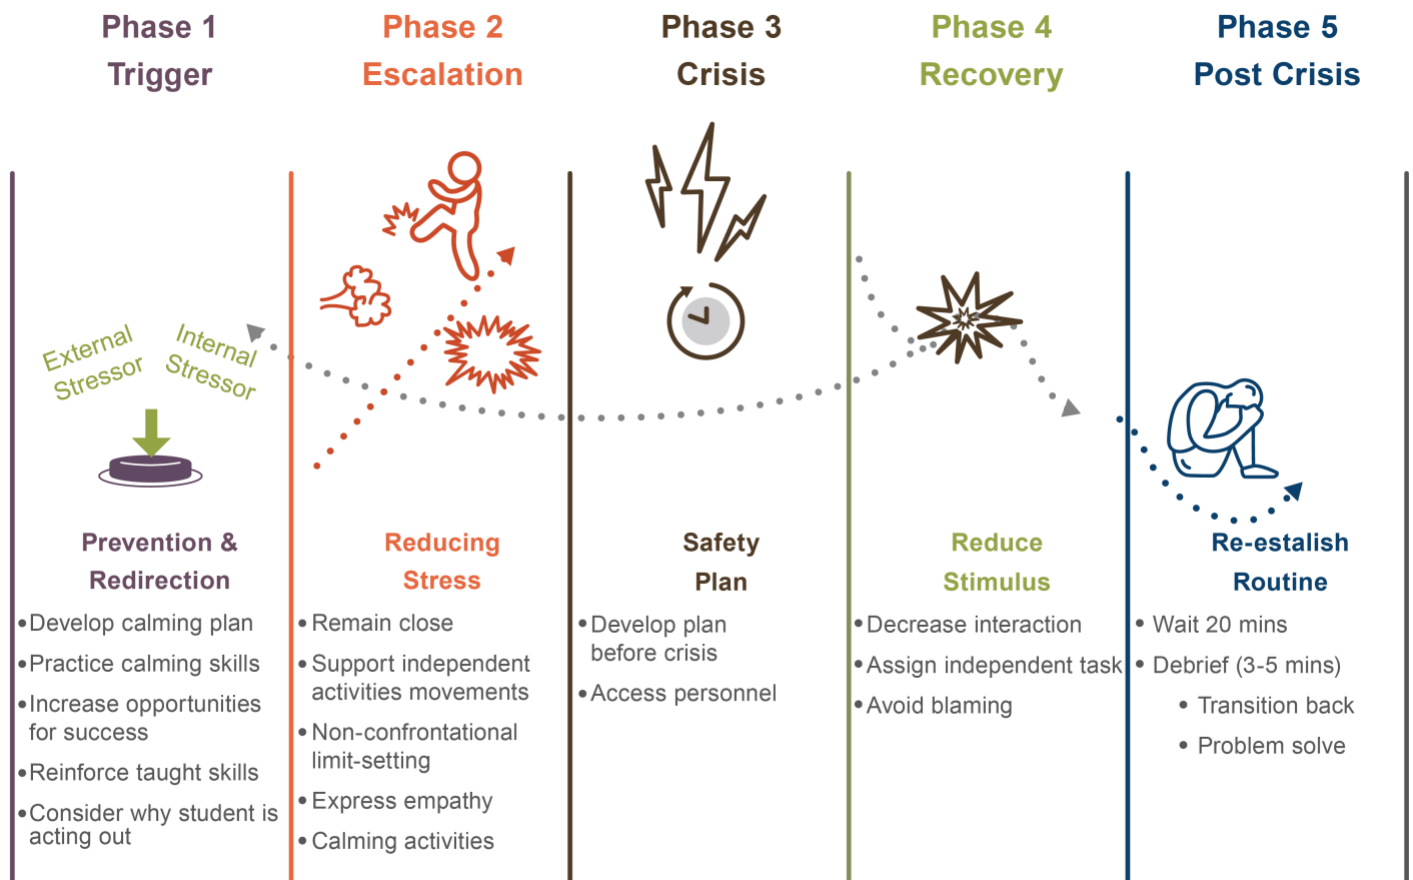 Phase 1
Trigger
Phase 2
Escalation
Phase 3
Crisis
Phase 4
Recovery
Phase 5
Post Crisis
External
Stressor
Internal
Stressor
Prevention &
Redirection
•Develop calming plan
•Practice calming skills
•Increase opportunities
for success
•Reinforce taught skills
•Consider why student is
acting out
Reducing
Stress
•Remain close
•Support independent
activities movements
•Non-confrontational
limit-setting
•Express empathy
•Calming activities
Safety
Plan
•Develop plan
before crisis
•Access personnel
Reduce
Stimulus
•Decrease interaction
•Assign independent task
•Avoid blaming
Re-estalish
Routine
• Wait 20 mins
• Debrief (3-5 mins)
• Transition back
• Problem solve